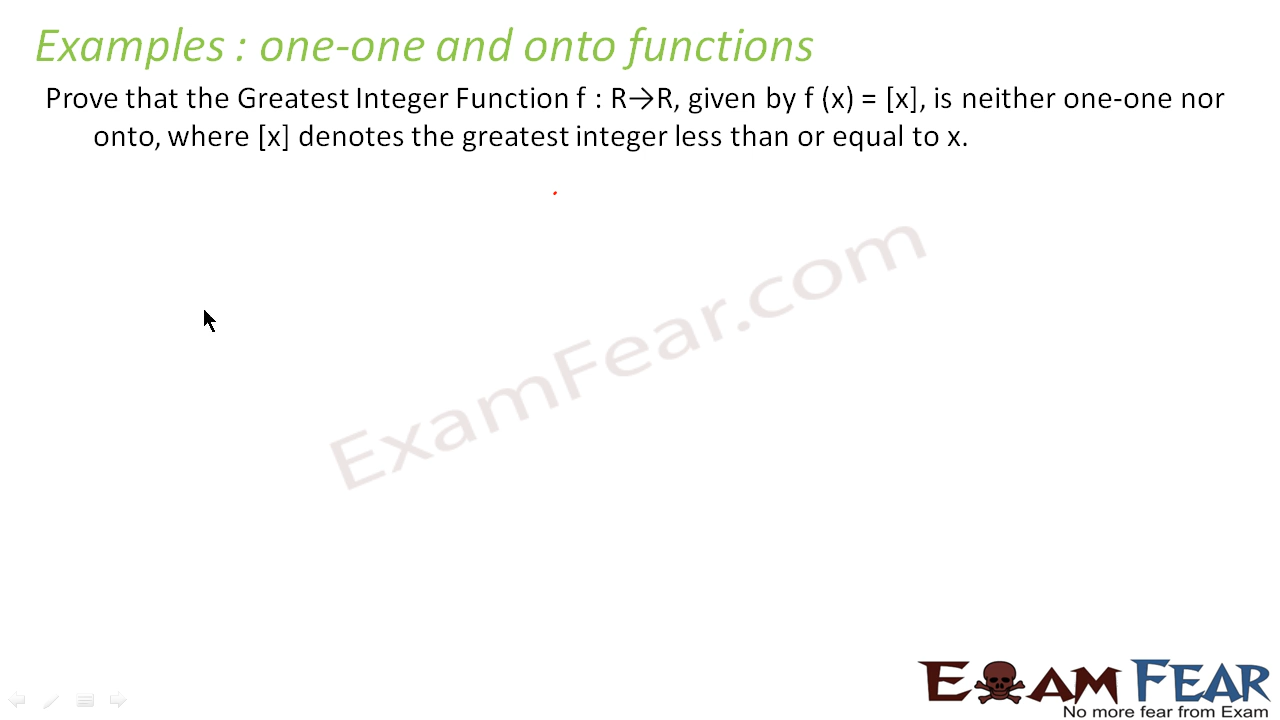 Examples : one-one and onto functions
Prove that the Greatest Integer Function f : R→R, given by f (x) = [x], is neither one-one nor
onto, where [x] denotes the greatest integer less than or equal to x.
ExamFear.com
EXAM FEAR
No more fear from Exam